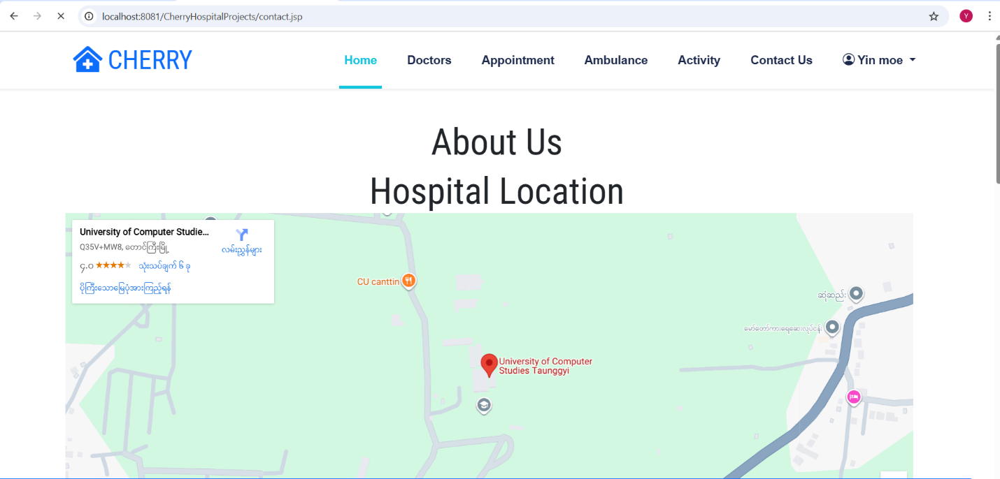 localhost:8081/CherryHospitalProjects/contact.jsp
Y
CHERRY
Home
Doctors
Appointment
Ambulance
Activity
Contact Us
Yin moe
About Us
Hospital Location
University of Computer Studie...
Q35V+MW8, တောင်ကြီးမြို့
လမ်းညွှန်များ
၄.၀
သုံးသပ်ချက် ၆ ခု
ပိုကြီးသောမြေပုံအားကြည့်ရန်
CU canttin
ဆုံဆည်း
မော်တော်ကားရေဆေးလုပ်ငန်း
University of Computer
Studies Taunggyi